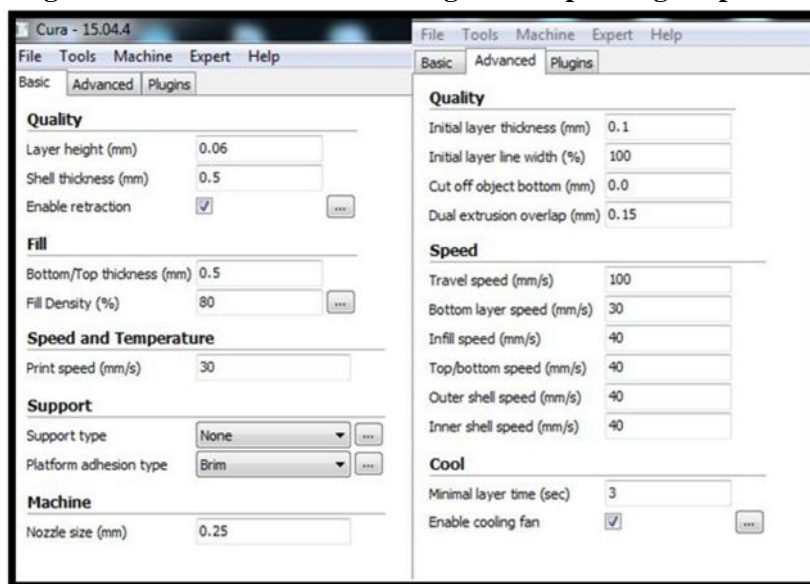 Cura - 15.04.4
File Tools Machine Expert Help
Basic Advanced Plugins
Quality
Layer height (mm) 0.06
Shell thickness (mm) 0.5
Enable retraction ...
Fill
Bottom/Top thickness (mm) 0.5
Fill Density (%) 80 ...
Speed and Temperature
Print speed (mm/s) 30
Support
Support type None ...
Platform adhesion type Brim ...
Machine
Nozzle size (mm) 0.25
File Tools Machine Expert Help
Basic Advanced Plugins
Quality
Initial layer thickness (mm) 0.1
Initial layer line width (%) 100
Cut off object bottom (mm) 0.0
Dual extrusion overlap (mm) 0.15
Speed
Travel speed (mm/s) 100
Bottom layer speed (mm/s) 30
Infill speed (mm/s) 40
Top/bottom speed (mm/s) 40
Outer shell speed (mm/s) 40
Inner shell speed (mm/s) 40
Cool
Minimal layer time (sec) 3
Enable cooling fan ...